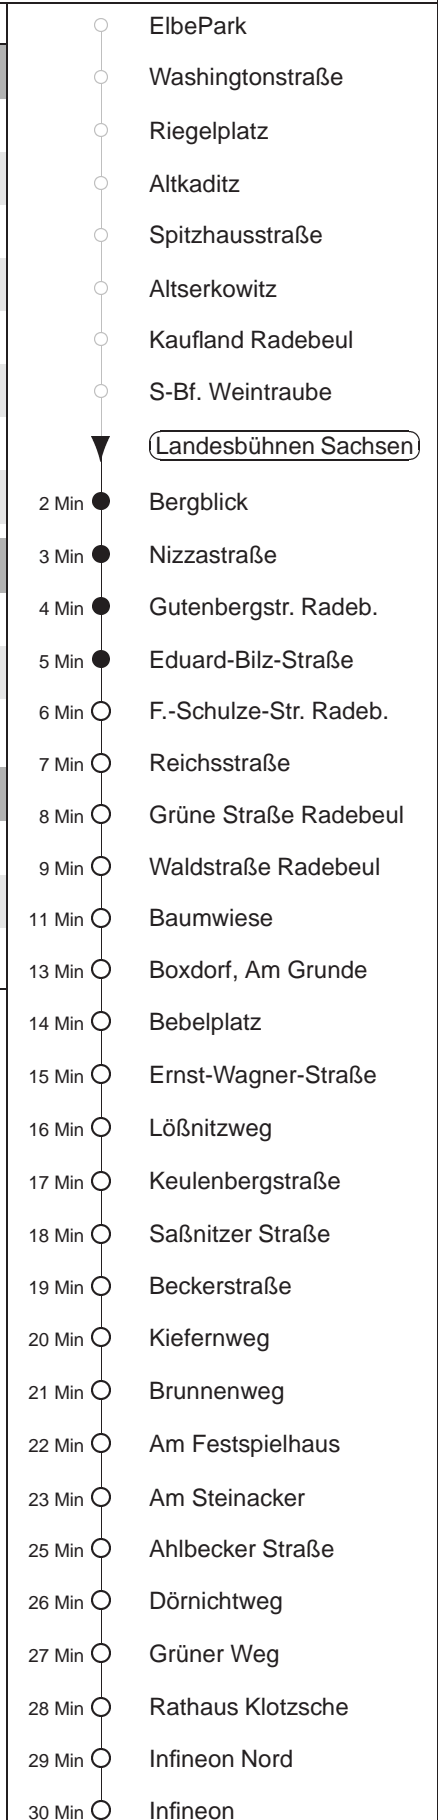 ElbePark
Washingtonstraße
Riegelplatz
Altkaditz
Spitzhausstraße
Altserkowitz
Kaufland Radebeul
S-Bf. Weintraube
Landesbühnen Sachsen
2 Min Bergblick
3 Min Nizzastraße
4 Min Gutenbergstr. Radeb.
5 Min Eduard-Bilz-Straße
6 Min F.-Schulze-Str. Radeb.
7 Min Reichsstraße
8 Min Grüne Straße Radebeul
9 Min Waldstraße Radebeul
11 Min Baumwiese
13 Min Boxdorf, Am Grunde
14 Min Bebelplatz
15 Min Ernst-Wagner-Straße
16 Min Lößnitzweg
17 Min Keulenbergstraße
18 Min Saßnitzer Straße
19 Min Beckerstraße
20 Min Kiefernweg
21 Min Brunnenweg
22 Min Am Festspielhaus
23 Min Am Steinacker
25 Min Ahlbecker Straße
26 Min Dörnichtweg
27 Min Grüner Weg
28 Min Rathaus Klotzsche
29 Min Infineon Nord
30 Min Infineon